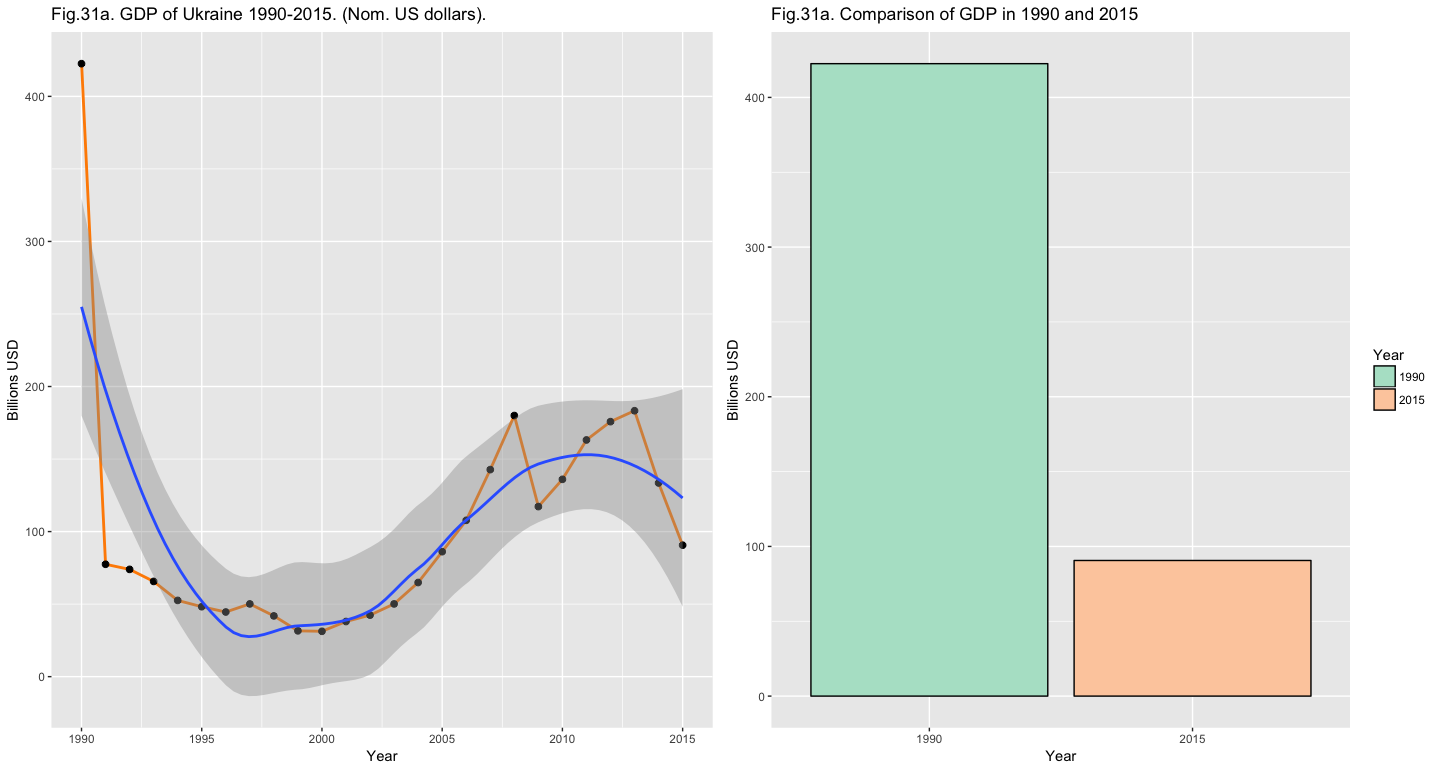 Fig.31a. GDP of Ukraine 1990-2015. (Nom. US dollars).
Billions USD
400
300
200
100
0
1990 1995 2000 2005 2010 2015
Year
Fig.31a. Comparison of GDP in 1990 and 2015
Billions USD
400
300
200
100
0
1990 2015
Year
Year
1990
2015